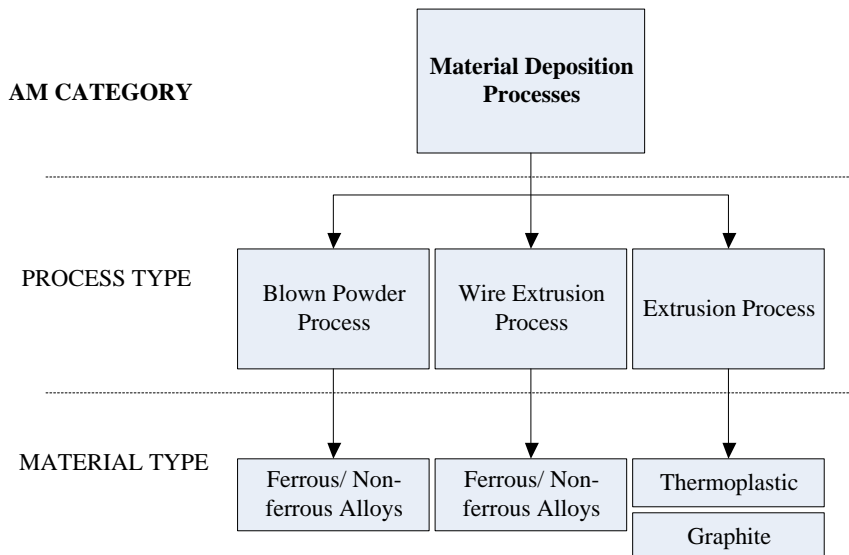 Material Deposition
Processes
AM CATEGORY
PROCESS TYPE
Blown Powder
Process
Wire Extrusion
Process
Extrusion Process
MATERIAL TYPE
Ferrous/ Non-
ferrous Alloys
Ferrous/ Non-
ferrous Alloys
Thermoplastic
Graphite